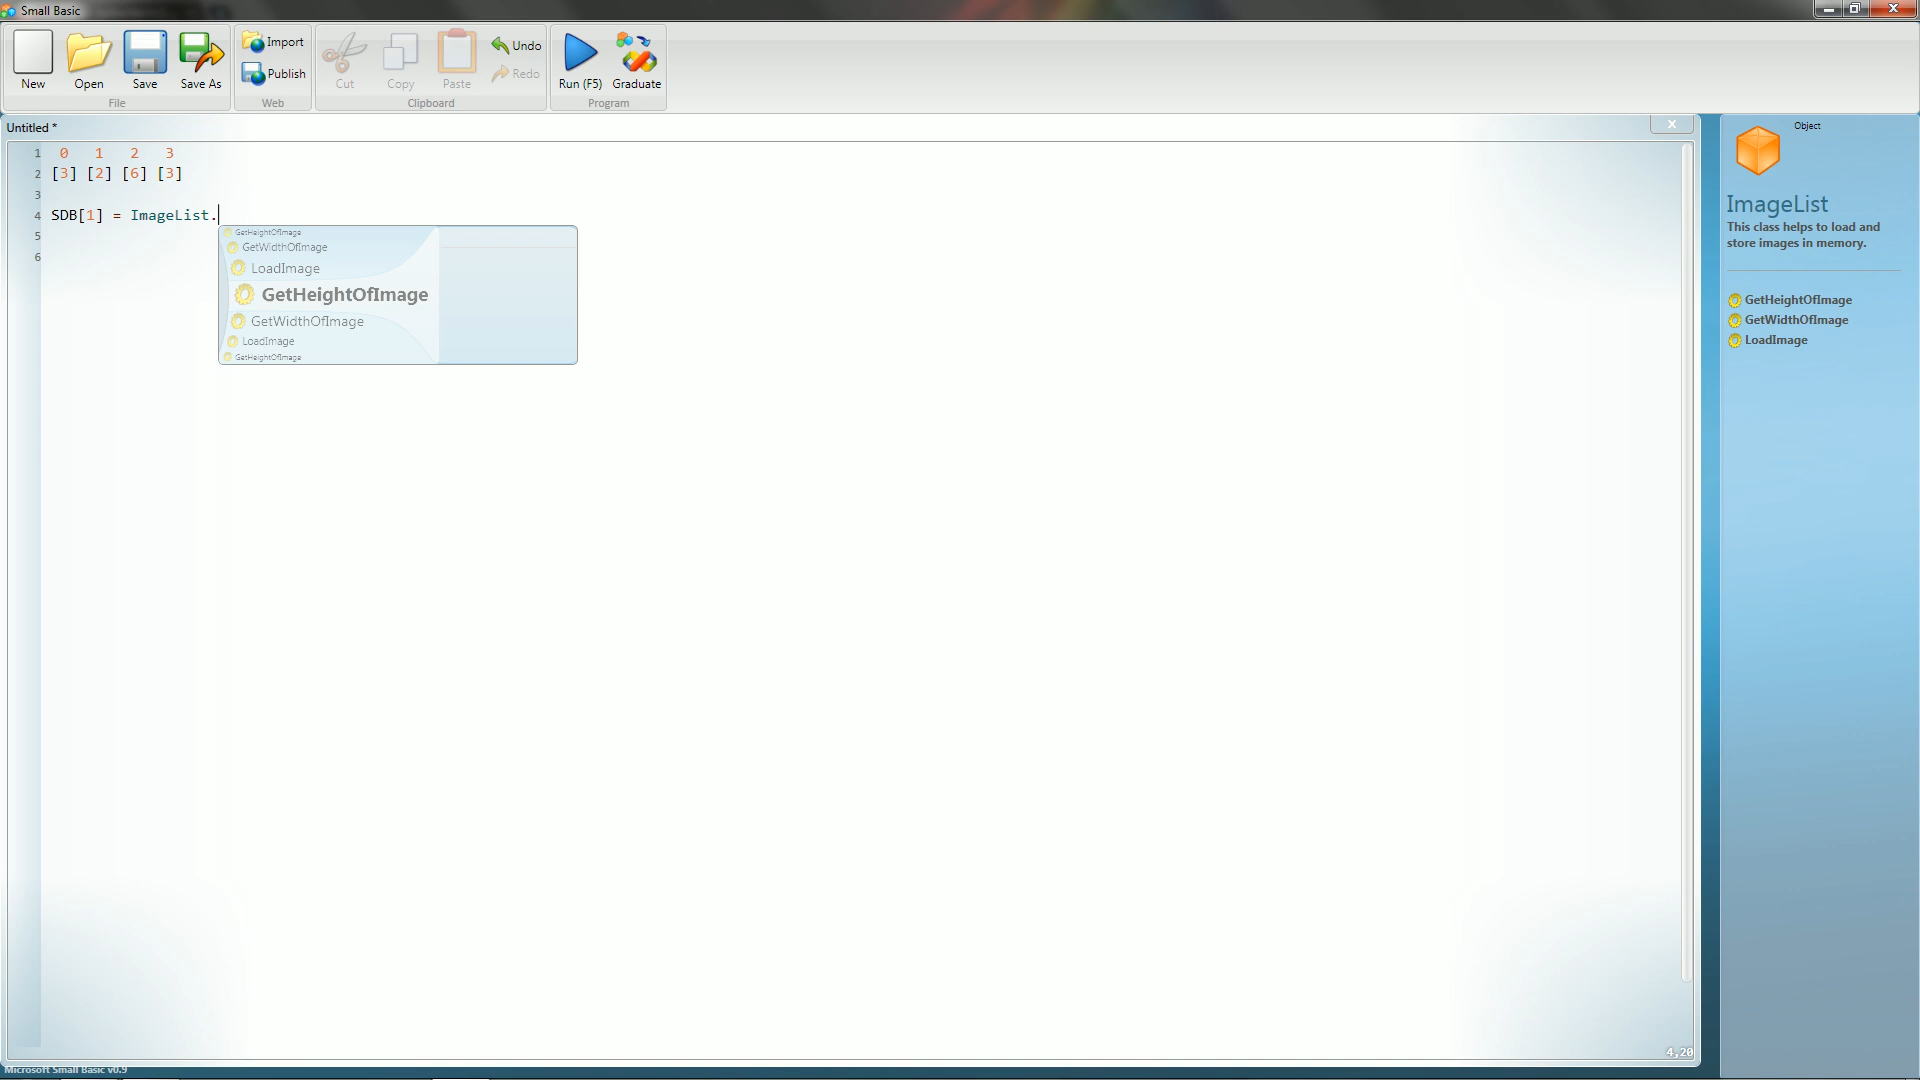 Small Basic
New
Open
Save
Save As
File
Import
Publish
Web
Cut
Copy
Paste
Undo
Redo
Clipboard
Run (F5)
Graduate
Program
Untitled *
1 0 1 2 3
2 [3] [2] [6] [3]
3
4 SDB[1] = ImageList.
5
6
GetHeightOfImage
GetWidthOfImage
LoadImage
GetHeightOfImage
GetWidthOfImage
LoadImage
GetHeightOfImage
4,20
Object
ImageList
This class helps to load and
store images in memory.
GetHeightOfImage
GetWidthOfImage
LoadImage
Microsoft Small Basic v0.9